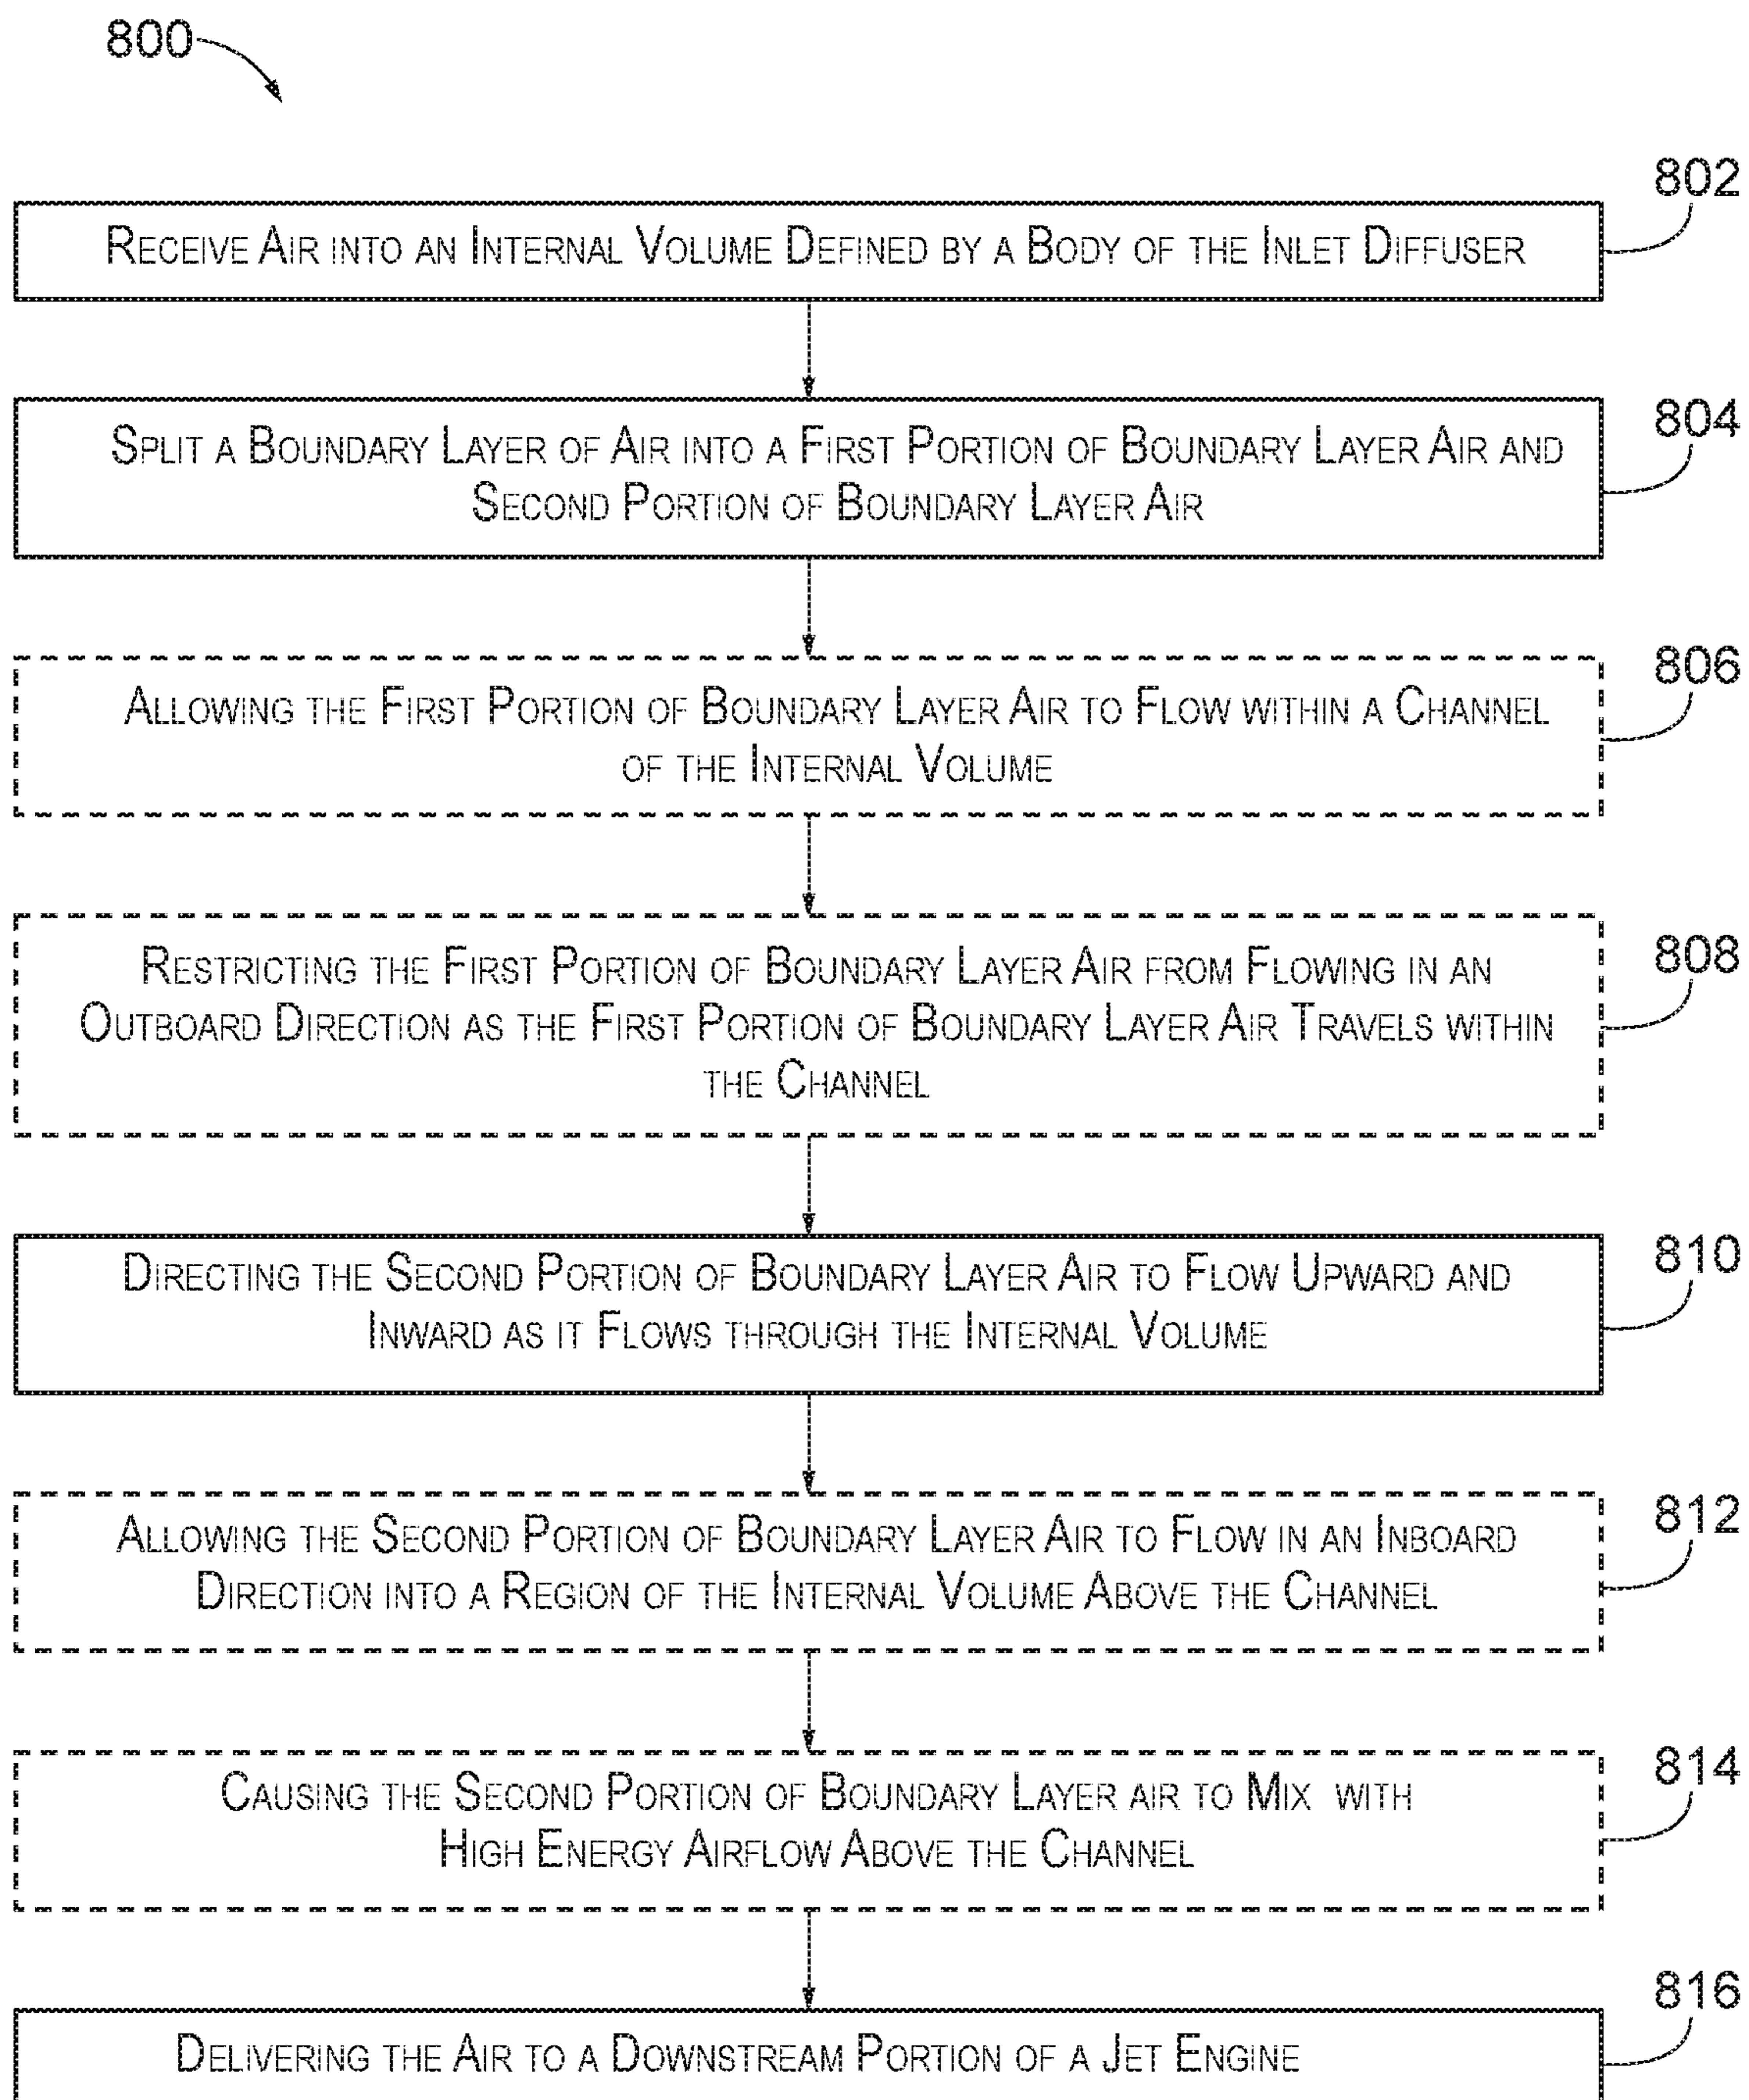 800
802
Receive Air into an Internal Volume Defined by a Body of the Inlet Diffuser
804
Split a Boundary Layer of Air into a First Portion of Boundary Layer Air and
Second Portion of Boundary Layer Air
806
Allowing the First Portion of Boundary Layer Air to Flow within a Channel
of the Internal Volume
808
Restricting the First Portion of Boundary Layer Air from Flowing in an
Outboard Direction as the First Portion of Boundary Layer Air Travels within
the Channel
810
Directing the Second Portion of Boundary Layer Air to Flow Upward and
Inward as it Flows through the Internal Volume
812
Allowing the Second Portion of Boundary Layer Air to Flow in an Inboard
Direction into a Region of the Internal Volume Above the Channel
814
Causing the Second Portion of Boundary Layer air to Mix with
High Energy Airflow Above the Channel
816
Delivering the Air to a Downstream Portion of a Jet Engine